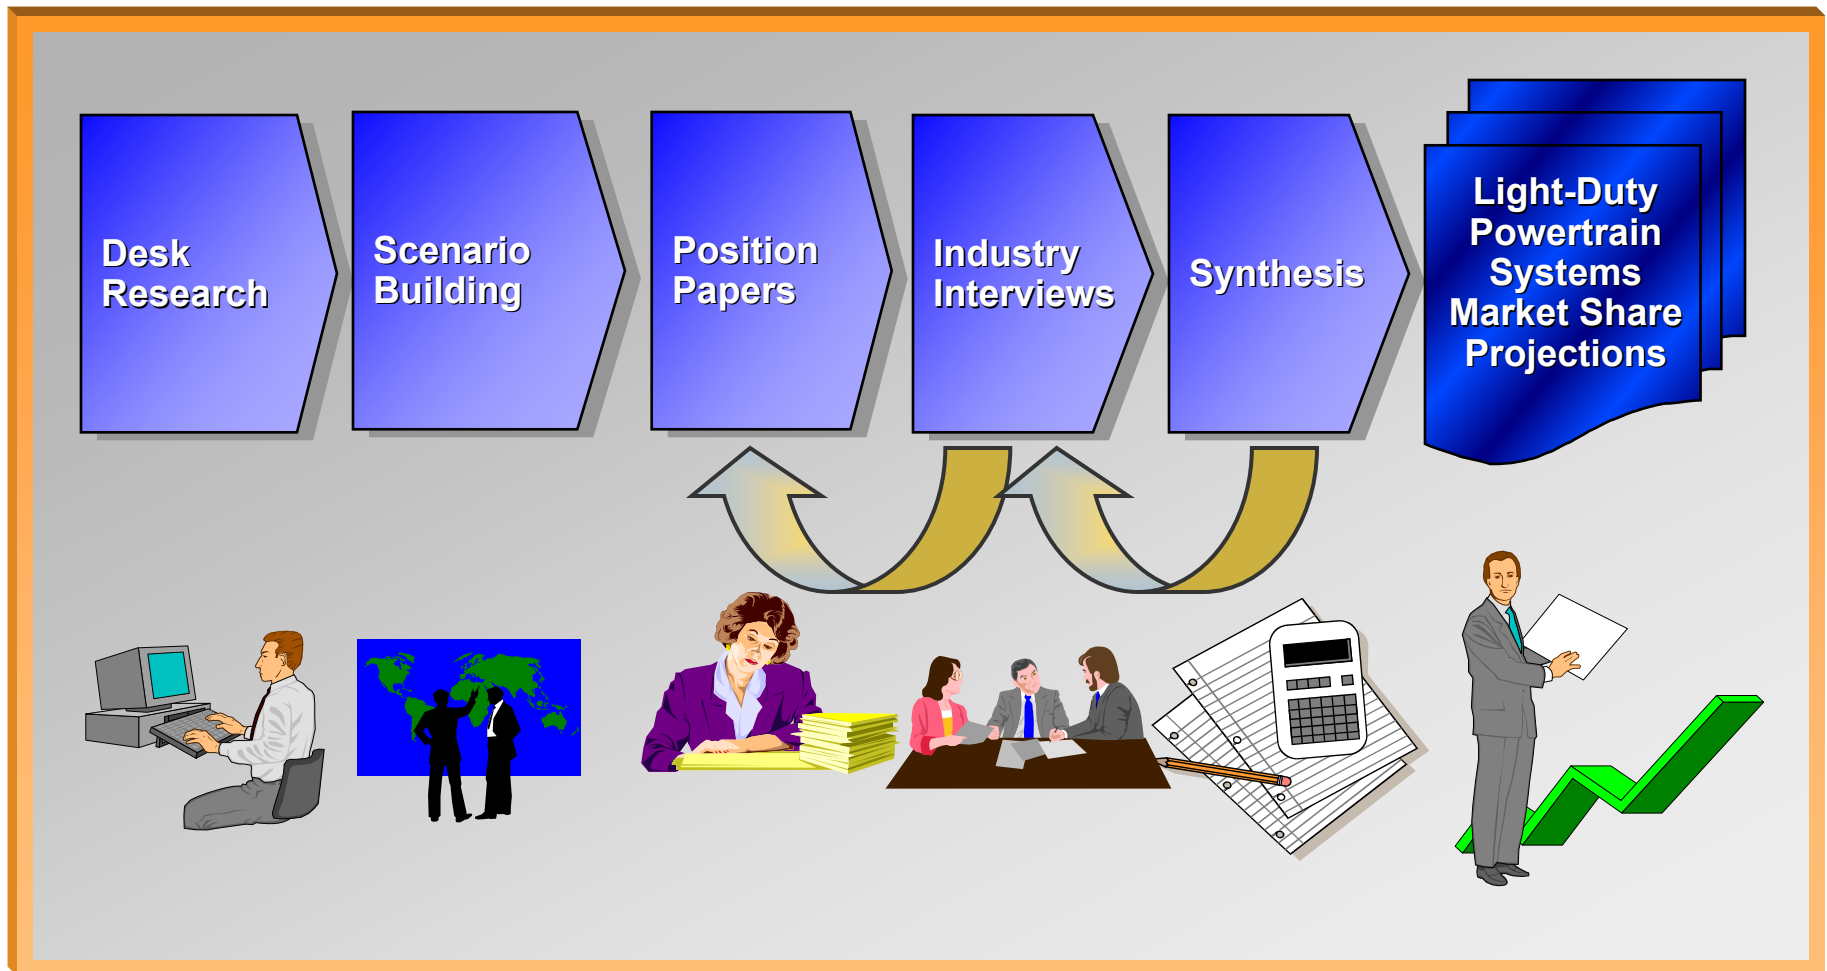 Desk
Research
Scenario
Building
Position
Papers
Industry
Interviews
Synthesis
Light-Duty
Powertrain
Systems
Market Share
Projections